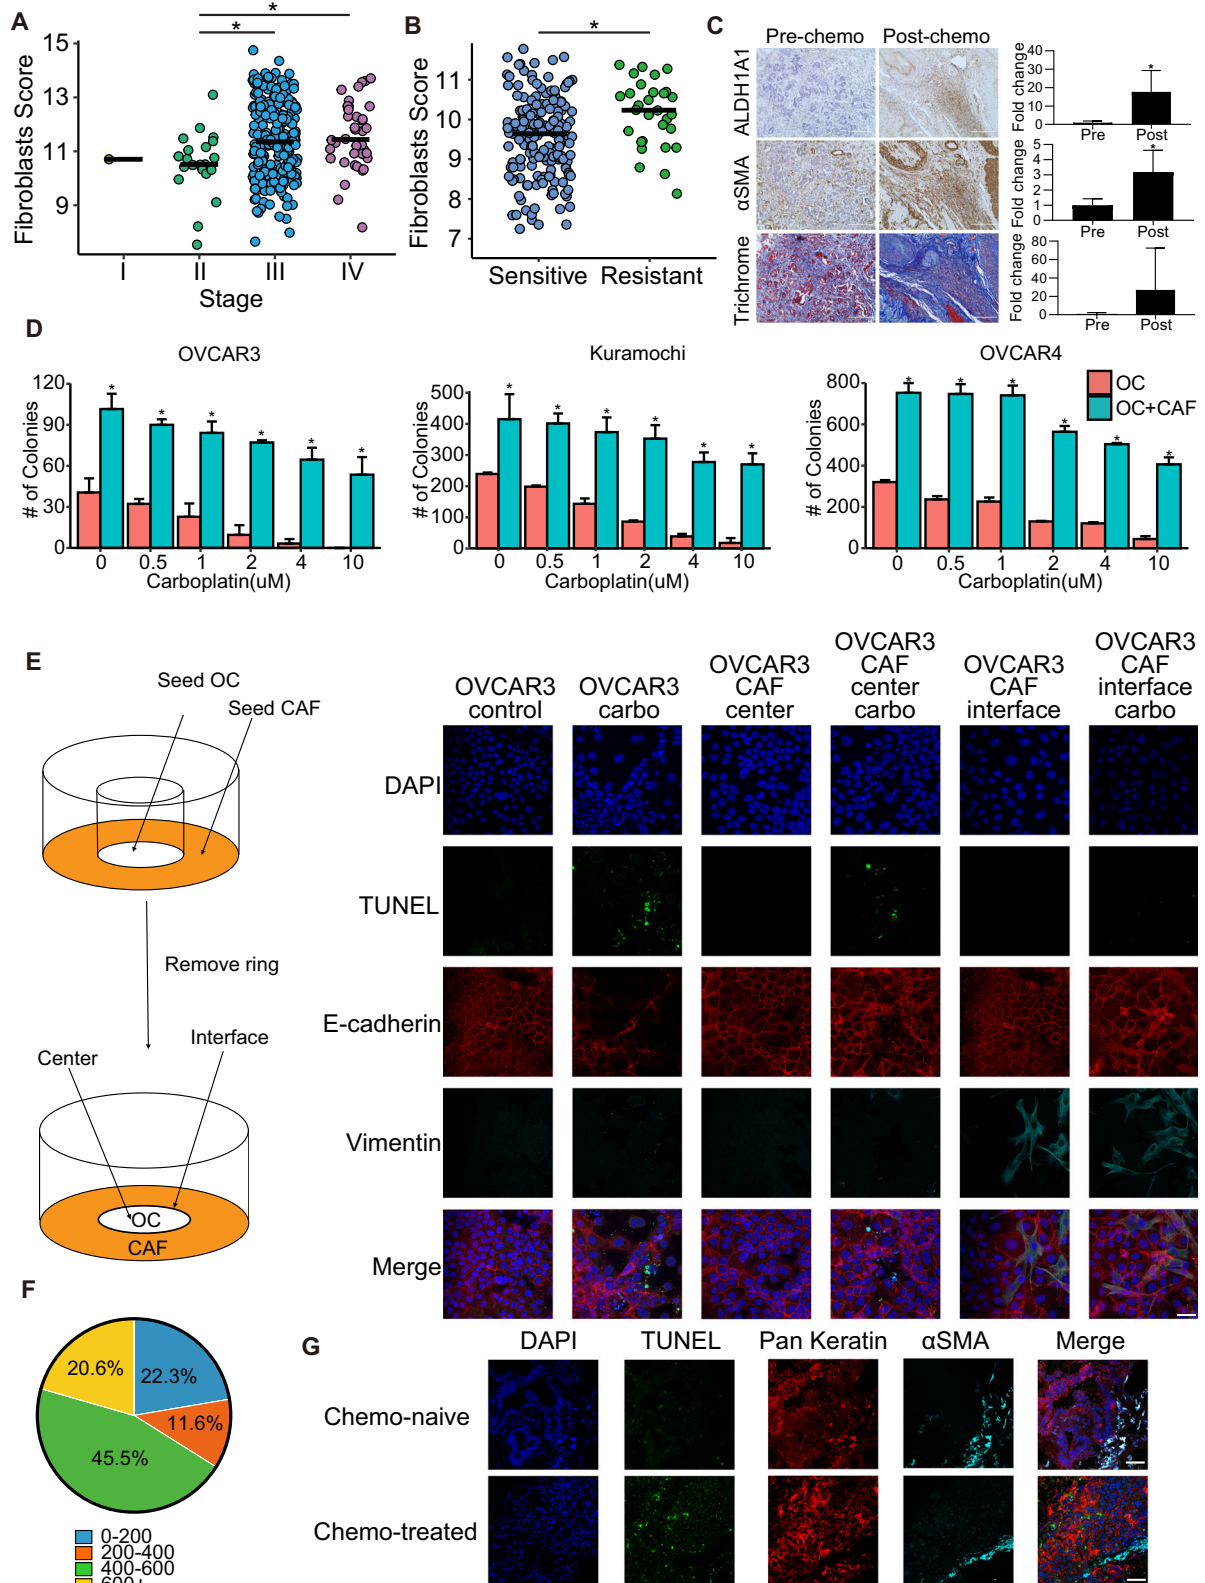 A
*
*
Fibroblasts Score
15
13
11
9
I
II
III
IV
Stage
B
*
Fibroblasts Score
11
10
9
8
7
Sensitive
Resistant
C
Pre-chemo
Post-chemo
ALDH1A1
αSMA
Trichrome
Fold change
40
30
20
10
0
*
Pre
Post
Fold change
5
4
3
2
1
0
*
Pre
Post
Fold change
80
60
40
20
0
Pre
Post
D
OVCAR3
# of Colonies
120
90
60
30
0
* * * * * *
0 0.5 1 2 4 10
Carboplatin(uM)
Kuramochi
# of Colonies
500
400
300
200
100
0
* * * * * *
0 0.5 1 2 4 10
Carboplatin(uM)
OVCAR4
# of Colonies
800
600
400
200
0
* * * * * *
0 0.5 1 2 4 10
Carboplatin(uM)
OC
OC+CAF
E
Seed OC
Seed CAF
Remove ring
Interface
Center
OC
CAF
OVCAR3
control
OVCAR3
carbo
OVCAR3
CAF
center
OVCAR3
CAF
center
carbo
OVCAR3
CAF
interface
OVCAR3
CAF
interface
carbo
DAPI
TUNEL
E-cadherin
Vimentin
Merge
F
20.6%
22.3%
11.6%
45.5%
0-200
200-400
400-600
600+
G
DAPI
TUNEL
Pan Keratin
αSMA
Merge
Chemo-naive
Chemo-treated